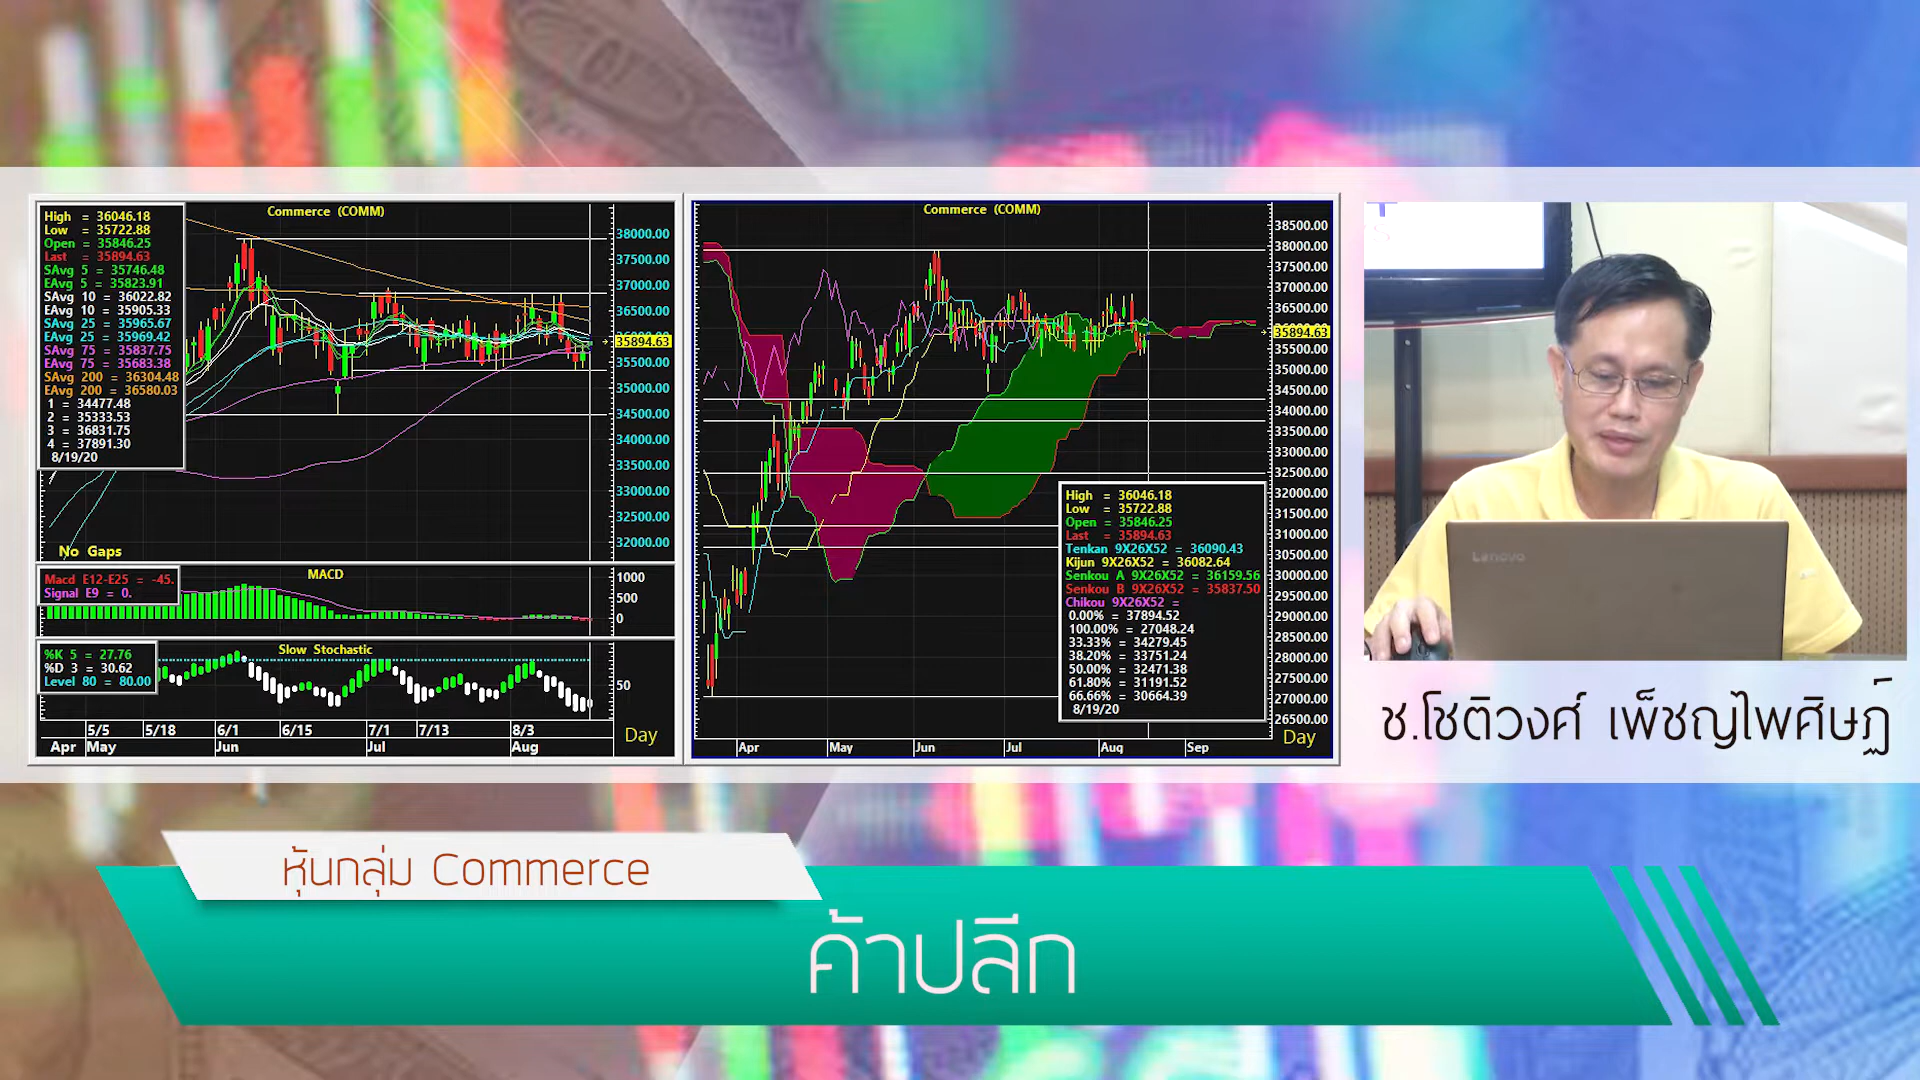 Commerce (COMM)
High = 36046.18
Low = 35722.88
Open = 35846.25
Last = 35894.63
SAvg 5 = 35746.48
EAvg 5 = 35823.91
SAvg 10 = 36022.82
EAvg 10 = 35905.33
SAvg 25 = 35965.67
EAvg 25 = 35969.42
SAvg 75 = 35837.75
EAvg 75 = 35683.38
SAvg 200 = 36304.48
EAvg 200 = 36580.03
1 = 34477.48
2 = 35333.53
3 = 36831.75
4 = 37891.30
8/19/20
No Gaps
38000.00
37500.00
37000.00
36500.00
35894.63
35500.00
35000.00
34500.00
34000.00
33500.00
33000.00
32500.00
32000.00
MACD
Macd E12-E25 = -45.
Signal E9 = 0.
1000
500
0
Slow Stochastic
%K 5 = 27.76
%D 3 = 30.62
Level 80 = 80.00
50
5/5 5/18 6/1 6/15 7/1 7/13 8/3
Apr May Jun Jul Aug
Day
Commerce (COMM)
38500.00
38000.00
37500.00
37000.00
36500.00
35894.63
35500.00
35000.00
34500.00
34000.00
33500.00
33000.00
32500.00
32000.00
31500.00
31000.00
30500.00
30000.00
29500.00
29000.00
28500.00
28000.00
27500.00
27000.00
26500.00
High = 36046.18
Low = 35722.88
Open = 35846.25
Last = 35894.63
Tenkan 9X26X52 = 36090.43
Kijun 9X26X52 = 36082.64
Senkou A 9X26X52 = 36159.56
Senkou B 9X26X52 = 35837.50
Chikou 9X26X52 =
0.00% = 37894.52
100.00% = 27048.24
33.33% = 34279.45
38.20% = 33751.24
50.00% = 32471.38
61.80% = 31191.52
66.66% = 30664.39
8/19/20
Apr May Jun Jul Aug Sep
Day
Lenovo
ช.โชติวงศ์ เพ็ชญไพศิษฏ์
หุ้นกลุ่ม Commerce
ค้าปลีก